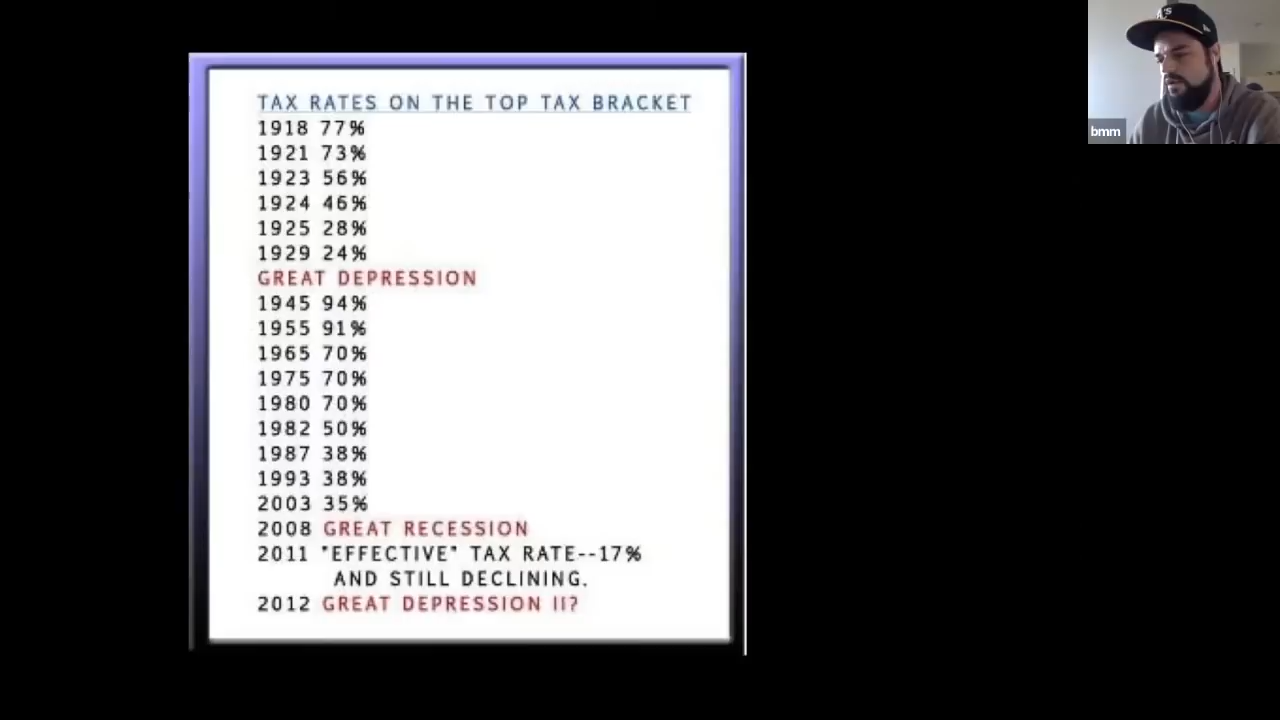 TAX RATES ON THE TOP TAX BRACKET
1918 77%
1921 73%
1923 56%
1924 46%
1925 28%
1929 24%
GREAT DEPRESSION
1945 94%
1955 91%
1965 70%
1975 70%
1980 70%
1982 50%
1987 38%
1993 38%
2003 35%
2008 GREAT RECESSION
2011 "EFFECTIVE" TAX RATE--17%
AND STILL DECLINING.
2012 GREAT DEPRESSION II?
A's
bmm